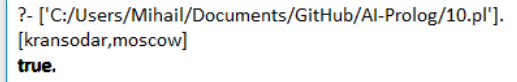 ?- ['C:/Users/Mihail/Documents/GitHub/AI-Prolog/10.pl'].
[kransodar,moscow]
true.